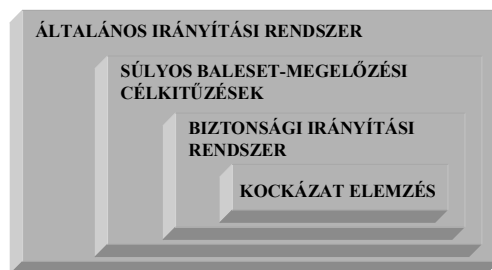 ÁLTALÁNOS IRÁNYÍTÁSI RENDSZER
SÚLYOS BALESET-MEGELŐZÉSI
CÉLKITŰZÉSEK
BIZTONSÁGI IRÁNYÍTÁSI
RENDSZER
KOCKÁZAT ELEMZÉS